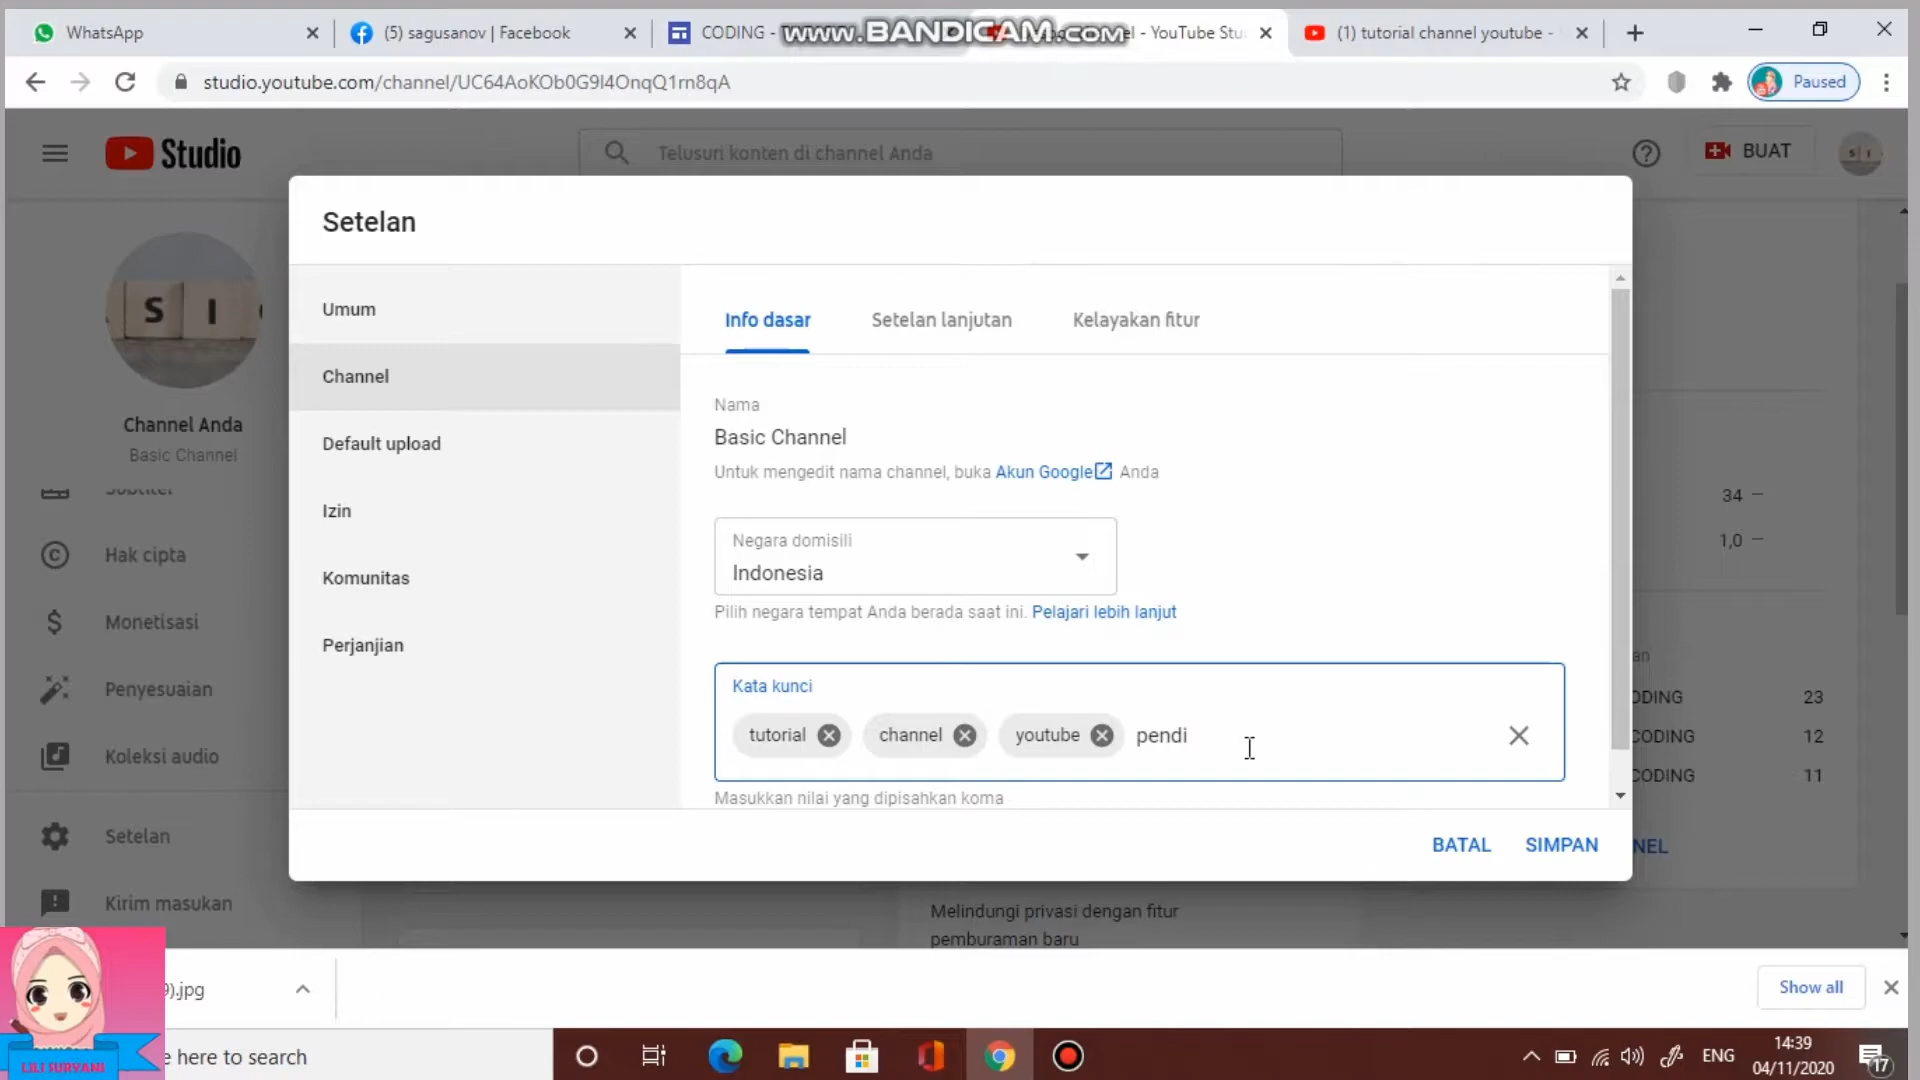 WhatsApp
(5) sagusanov | Facebook
CODING -
www.BANDICAM.com
- YouTube Stu
(1) tutorial channel youtube -
studio.youtube.com/channel/UC64AoKOb0G9I4OnqQ1rn8qA
Paused
Studio
Telusuri konten di channel Anda
BUAT
S I
Setelan
S I
Channel Anda
Basic Channel
Subtitel
Hak cipta
Monetisasi
Penyesuaian
Koleksi audio
Setelan
Kirim masukan
Umum
Channel
Default upload
Izin
Komunitas
Perjanjian
Info dasar
Setelan lanjutan
Kelayakan fitur
Nama
Basic Channel
Untuk mengedit nama channel, buka Akun Google Anda
Negara domisili
Indonesia
Pilih negara tempat Anda berada saat ini. Pelajari lebih lanjut
Kata kunci
tutorial
channel
youtube
pendi
Masukkan nilai yang dipisahkan koma
BATAL
SIMPAN
34 —
1,0 —
an
ODING
23
CODING
12
CODING
11
NEL
Melindungi privasi dengan fitur
pemburaman baru
9).jpg
Show all
LILI SURYANI
e here to search
ENG
14:39
04/11/2020
17